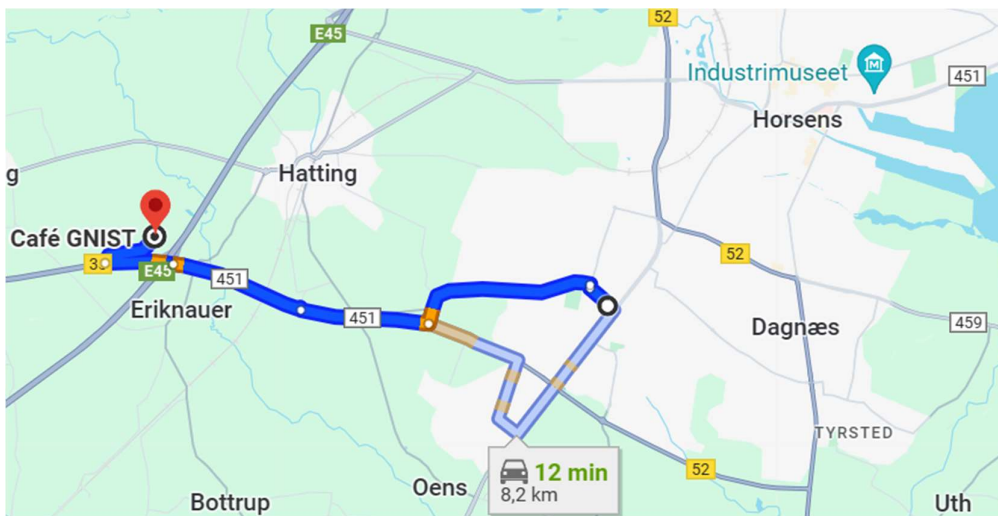 52
E45
Industrimuseet
M
451
Horsens
g
Hatting
Café GNIST
52
E45
451
Eriknauer
451
459
Dagnæs
TYRSTED
12 min
8,2 km
52
Oens
Bottrup
Uth